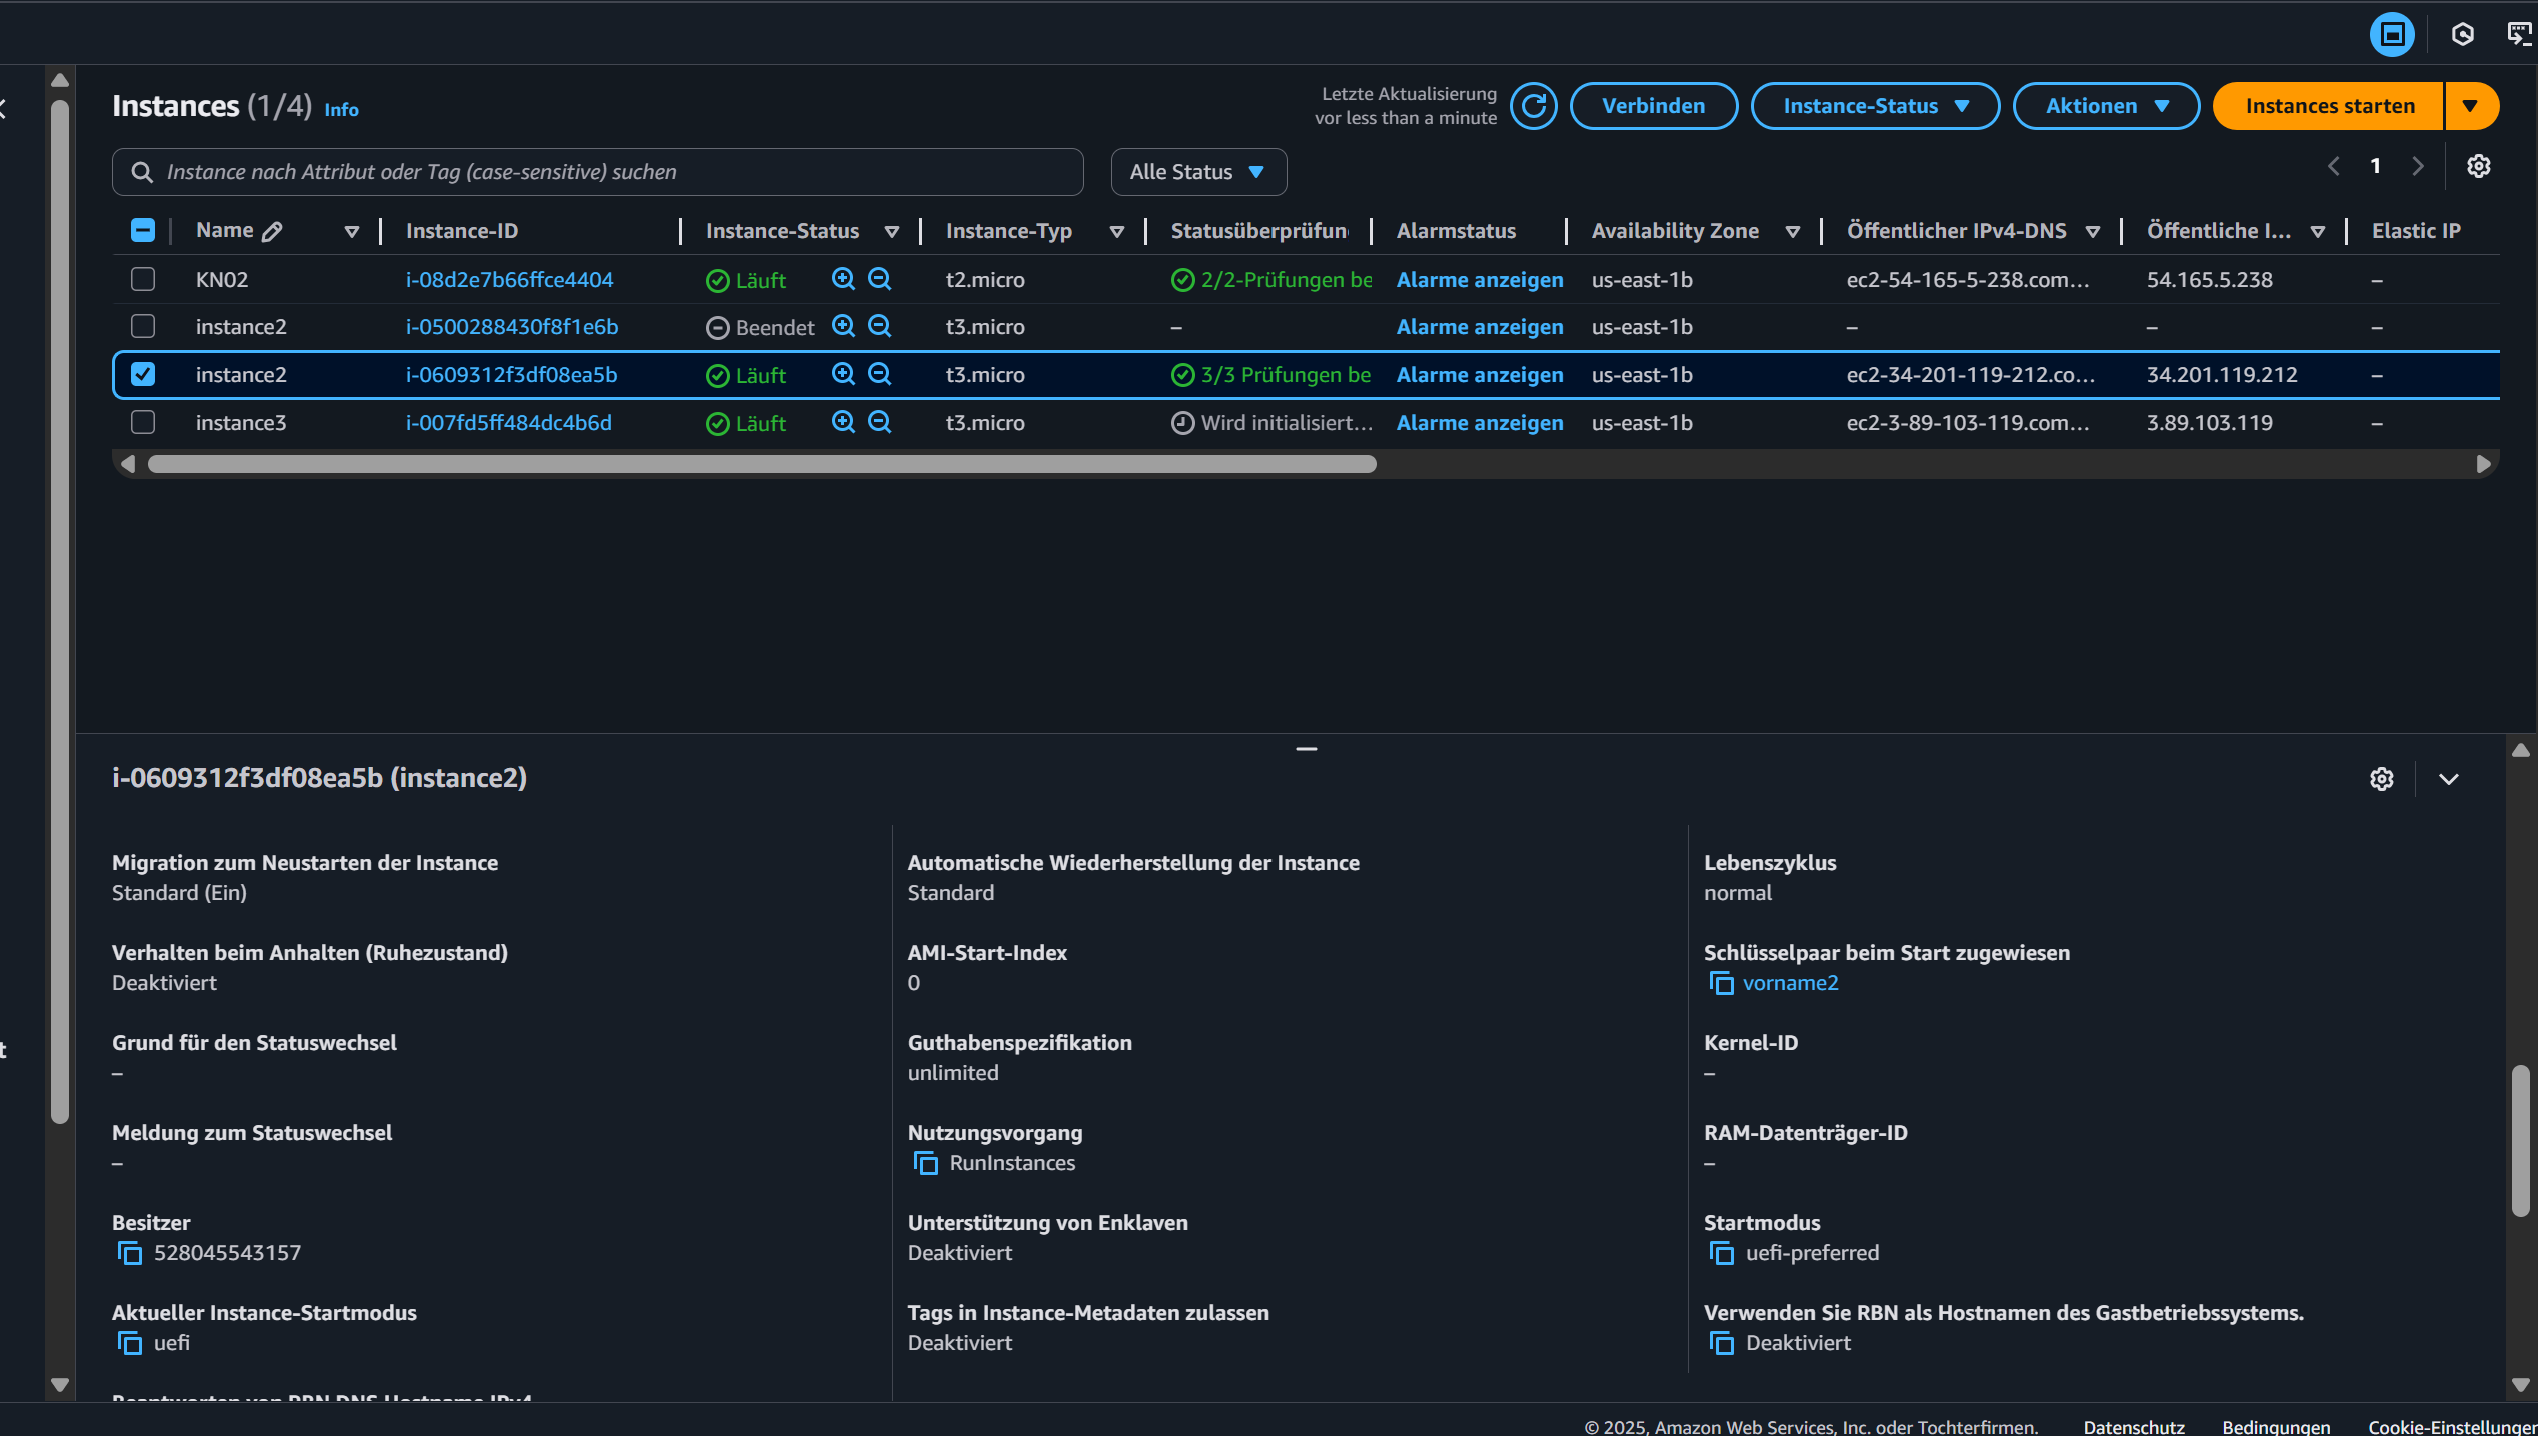 Instances (1/4) Info
Letzte Aktualisierung
vor less than a minute
Verbinden
Instance-Status
Aktionen
Instances starten
Instance nach Attribut oder Tag (case-sensitive) suchen
Alle Status
1
Name Instance-ID Instance-Status Instance-Typ Statusüberprüfun Alarmstatus Availability Zone Öffentlicher IPv4-DNS Öffentliche I... Elastic IP
KN02 i-08d2e7b66ffce4404 Läuft t2.micro 2/2-Prüfungen be Alarme anzeigen us-east-1b ec2-54-165-5-238.com... 54.165.5.238 –
instance2 i-0500288430f8f1e6b Beendet t3.micro – Alarme anzeigen us-east-1b – – –
instance2 i-0609312f3df08ea5b Läuft t3.micro 3/3 Prüfungen be Alarme anzeigen us-east-1b ec2-34-201-119-212.co... 34.201.119.212 –
instance3 i-007fd5ff484dc4b6d Läuft t3.micro Wird initialisiert... Alarme anzeigen us-east-1b ec2-3-89-103-119.com... 3.89.103.119 –
i-0609312f3df08ea5b (instance2)
Migration zum Neustarten der Instance
Standard (Ein)
Verhalten beim Anhalten (Ruhezustand)
Deaktiviert
Grund für den Statuswechsel
–
Meldung zum Statuswechsel
–
Besitzer
528045543157
Aktueller Instance-Startmodus
uefi
Beantworten von RBN DNS Hostname IPv4
Automatische Wiederherstellung der Instance
Standard
AMI-Start-Index
0
Guthabenspezifikation
unlimited
Nutzungsvorgang
RunInstances
Unterstützung von Enklaven
Deaktiviert
Tags in Instance-Metadaten zulassen
Deaktiviert
Lebenszyklus
normal
Schlüsselpaar beim Start zugewiesen
vorname2
Kernel-ID
–
RAM-Datenträger-ID
–
Startmodus
uefi-preferred
Verwenden Sie RBN als Hostnamen des Gastbetriebssystems.
Deaktiviert
t
© 2025, Amazon Web Services, Inc. oder Tochterfirmen. Datenschutz Bedingungen Cookie-Einstellungen